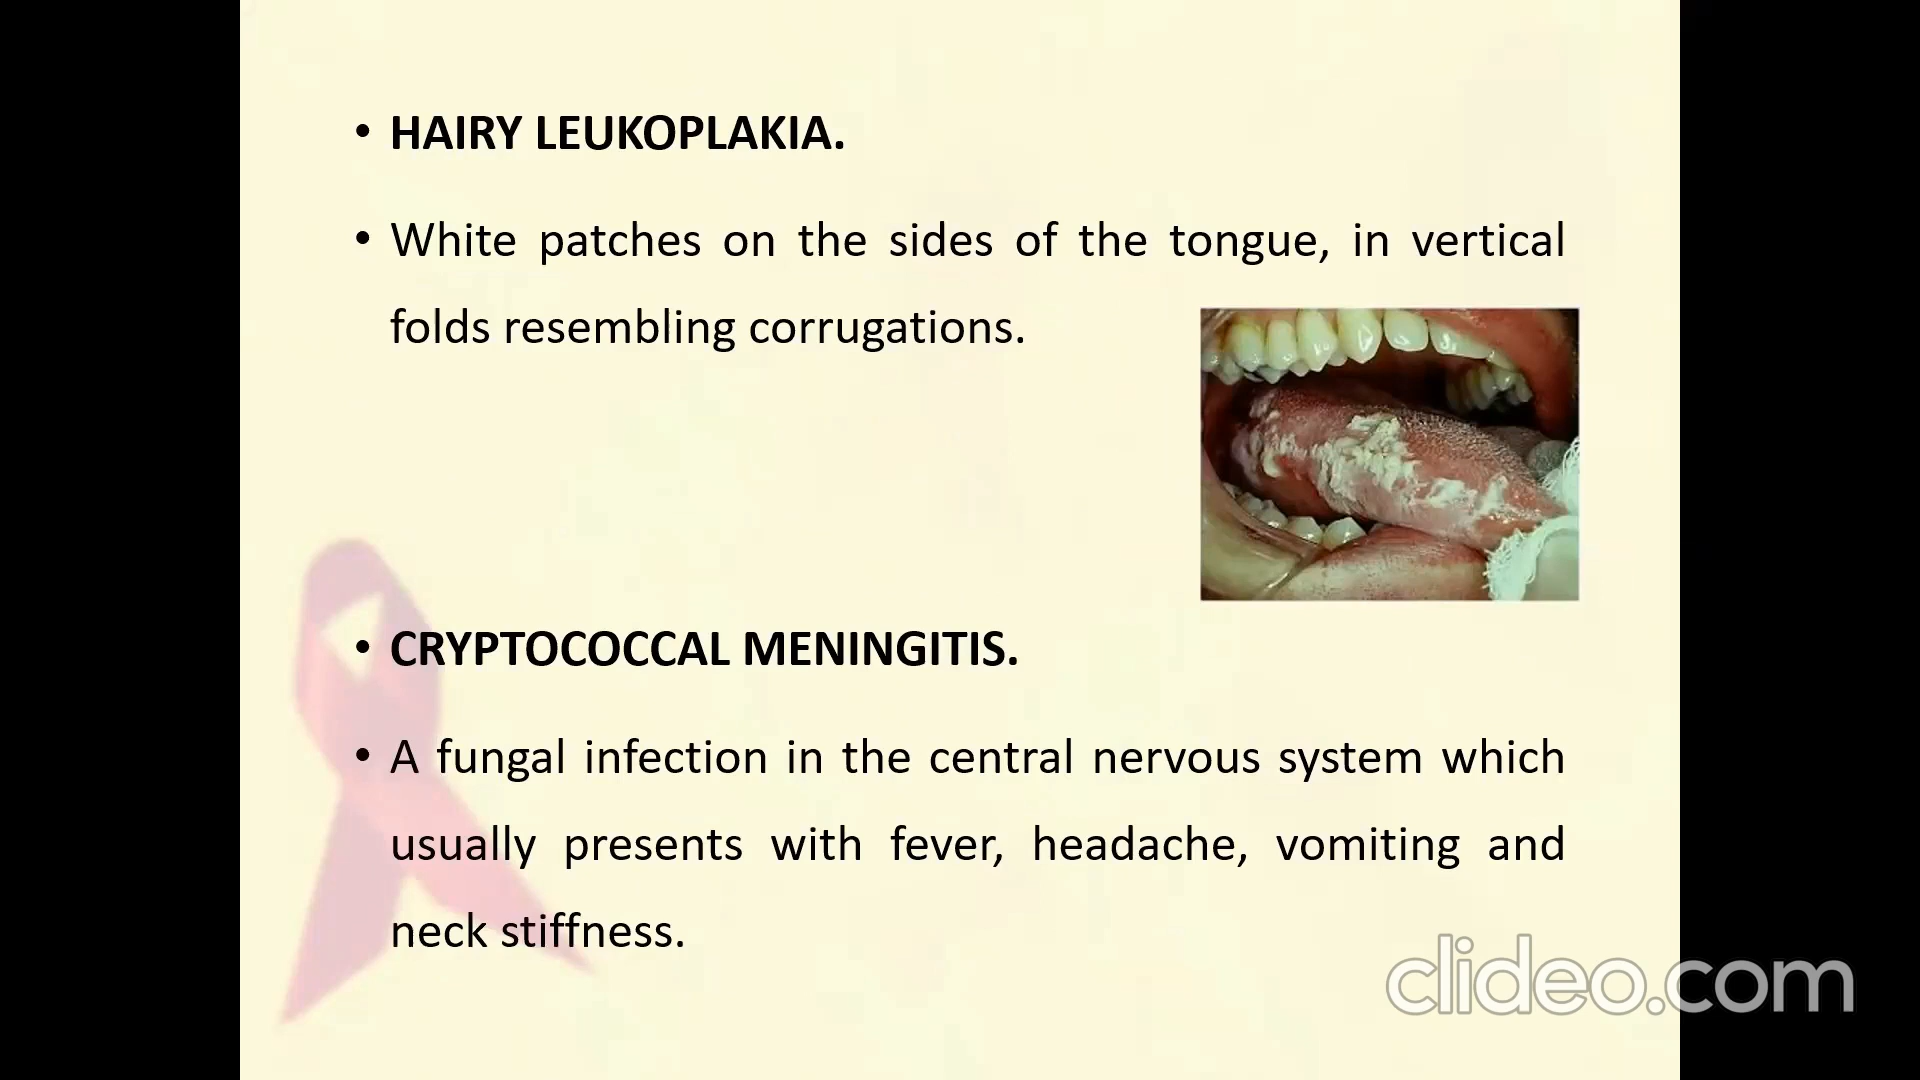 • HAIRY LEUKOPLAKIA.
• White patches on the sides of the tongue, in vertical
folds resembling corrugations.
• CRYPTOCOCCAL MENINGITIS.
• A fungal infection in the central nervous system which
usually presents with fever, headache, vomiting and
neck stiffness.
clideo.com